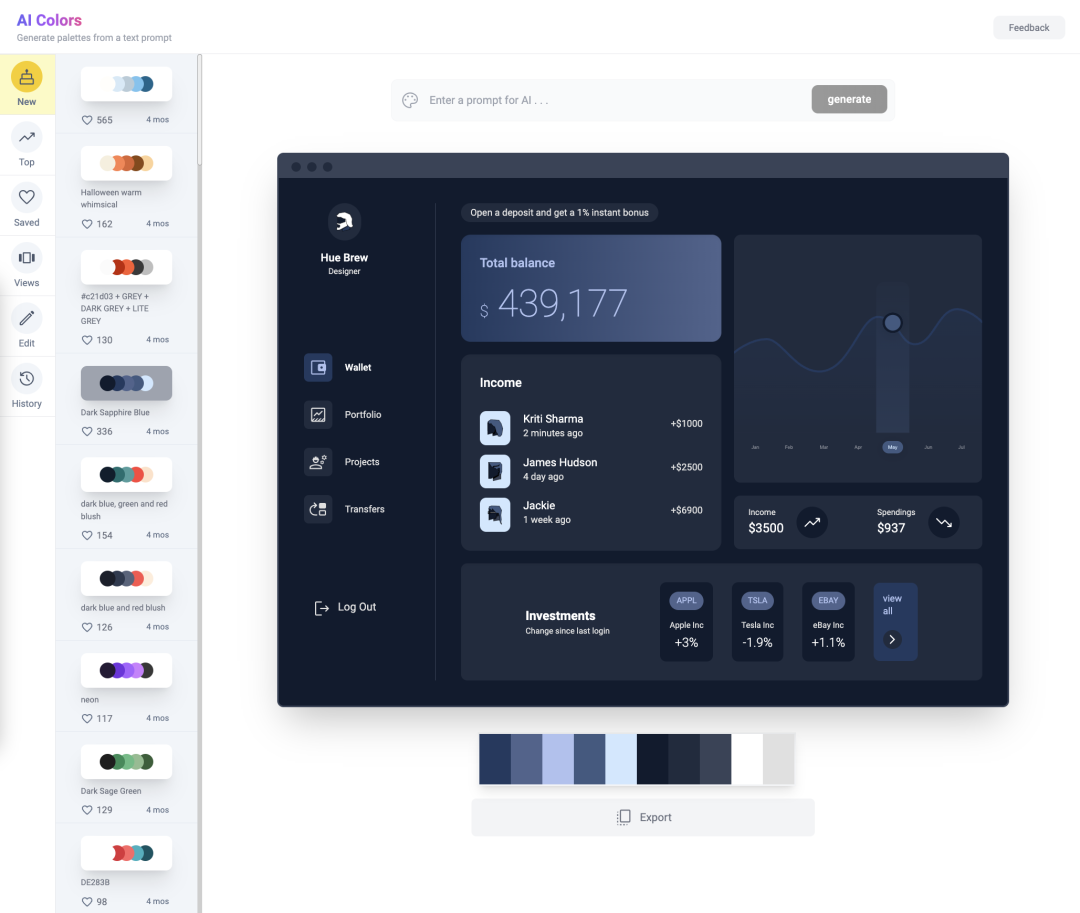 AI Colors
Generate palettes from a text prompt
Feedback
New
Top
Saved
Views
Edit
History
565 4 mos
Halloween warm
whimsical
162 4 mos
#c21d03 + GREY +
DARK GREY + LITE
GREY
130 4 mos
Dark Sapphire Blue
336 4 mos
dark blue, green and red
blush
154 4 mos
dark blue and red blush
126 4 mos
neon
117 4 mos
Dark Sage Green
129 4 mos
DE283B
98 4 mos
Enter a prompt for AI . . .
generate
Hue Brew
Designer
Wallet
Portfolio
Projects
Transfers
Log Out
Open a deposit and get a 1% instant bonus
Total balance
$ 439,177
Income
Kriti Sharma
2 minutes ago
+$1000
James Hudson
4 day ago
+$2500
Jackie
1 week ago
+$6900
Jan Feb Mar Apr May Jun Jul
Income
$3500
Spendings
$937
Investments
Change since last login
APPL
Apple Inc
+3%
TSLA
Tesla Inc
-1.9%
EBAY
eBay Inc
+1.1%
view
all
Export